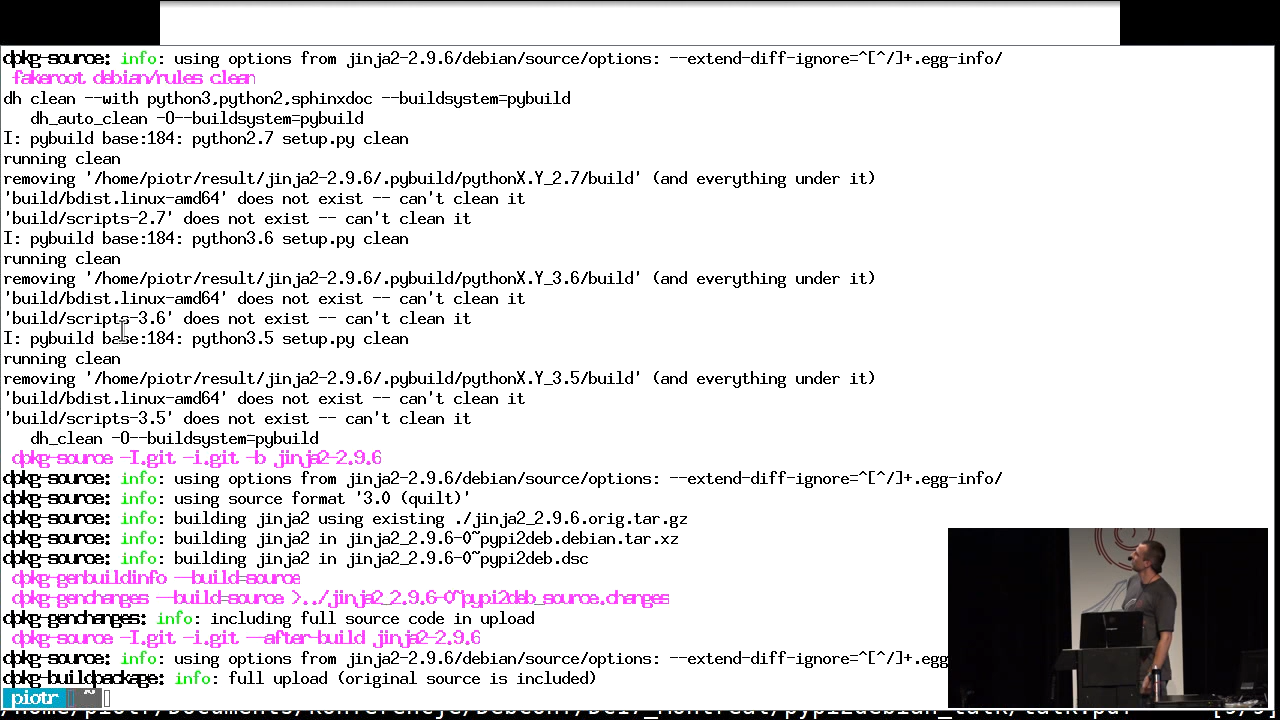 dpkg-source: info: using options from jinja2-2.9.6/debian/source/options: --extend-diff-ignore=^[^/]+.egg-info/
fakeroot debian/rules clean
dh clean --with python3,python2,sphinxdoc --buildsystem=pybuild
dh_auto_clean -O--buildsystem=pybuild
I: pybuild base:184: python2.7 setup.py clean
running clean
removing '/home/piotr/result/jinja2-2.9.6/.pybuild/pythonX.Y_2.7/build' (and everything under it)
'build/bdist.linux-amd64' does not exist -- can't clean it
'build/scripts-2.7' does not exist -- can't clean it
I: pybuild base:184: python3.6 setup.py clean
running clean
removing '/home/piotr/result/jinja2-2.9.6/.pybuild/pythonX.Y_3.6/build' (and everything under it)
'build/bdist.linux-amd64' does not exist -- can't clean it
'build/scripts-3.6' does not exist -- can't clean it
I: pybuild base:184: python3.5 setup.py clean
running clean
removing '/home/piotr/result/jinja2-2.9.6/.pybuild/pythonX.Y_3.5/build' (and everything under it)
'build/bdist.linux-amd64' does not exist -- can't clean it
'build/scripts-3.5' does not exist -- can't clean it
dh_clean -O--buildsystem=pybuild
dpkg-source -I.git -i.git -b jinja2-2.9.6
dpkg-source: info: using options from jinja2-2.9.6/debian/source/options: --extend-diff-ignore=^[^/]+.egg-info/
dpkg-source: info: using source format '3.0 (quilt)'
dpkg-source: info: building jinja2 using existing ./jinja2_2.9.6.orig.tar.gz
dpkg-source: info: building jinja2 in jinja2_2.9.6-0~pypi2deb.debian.tar.xz
dpkg-source: info: building jinja2 in jinja2_2.9.6-0~pypi2deb.dsc
dpkg-genbuildinfo --build=source
dpkg-genchanges --build=source >../jinja2_2.9.6-0~pypi2deb_source.changes
dpkg-genchanges: info: including full source code in upload
dpkg-source -I.git -i.git --after-build jinja2-2.9.6
dpkg-source: info: using options from jinja2-2.9.6/debian/source/options: --extend-diff-ignore=^[^/]+.egg
dpkg-buildpackage: info: full upload (original source is included)
piotr ~